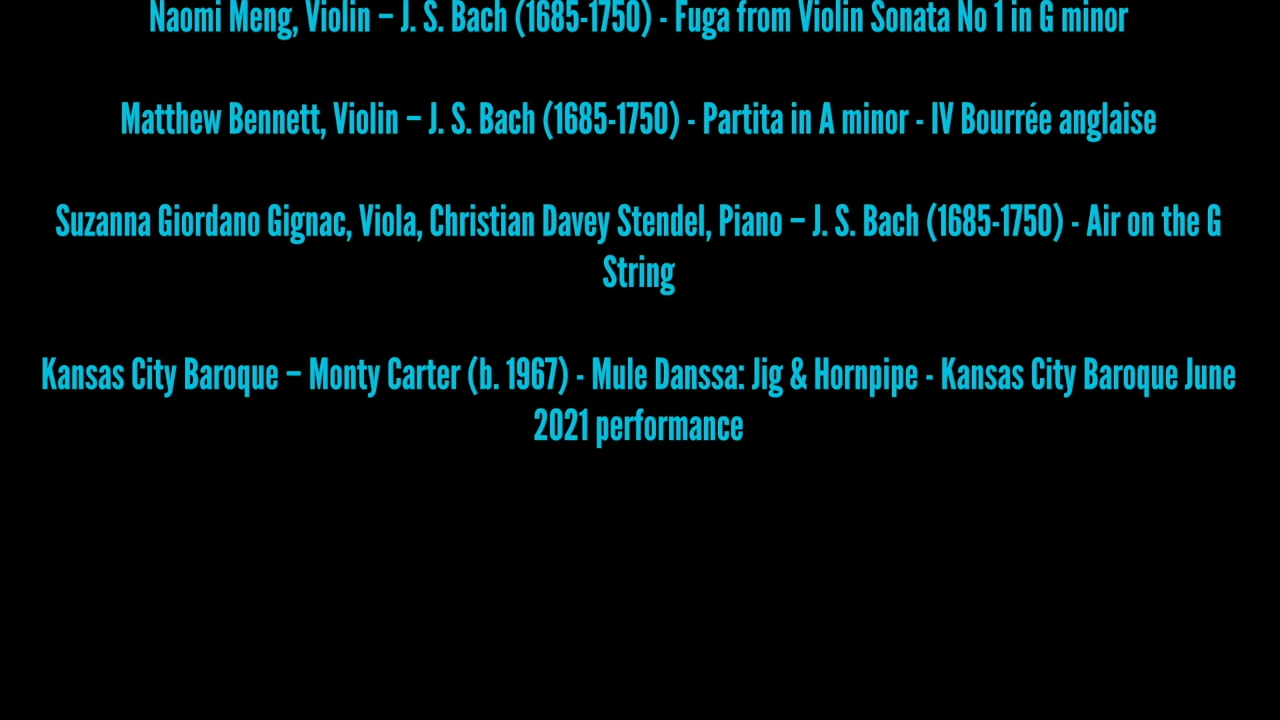 Naomi Meng, Violin – J. S. Bach (1685-1750) - Fuga from Violin Sonata No 1 in G minor
Matthew Bennett, Violin – J. S. Bach (1685-1750) - Partita in A minor - IV Bourrée anglaise
Suzanna Giordano Gignac, Viola, Christian Davey Stendel, Piano – J. S. Bach (1685-1750) - Air on the G
String
Kansas City Baroque – Monty Carter (b. 1967) - Mule Danssa: Jig & Hornpipe - Kansas City Baroque June
2021 performance